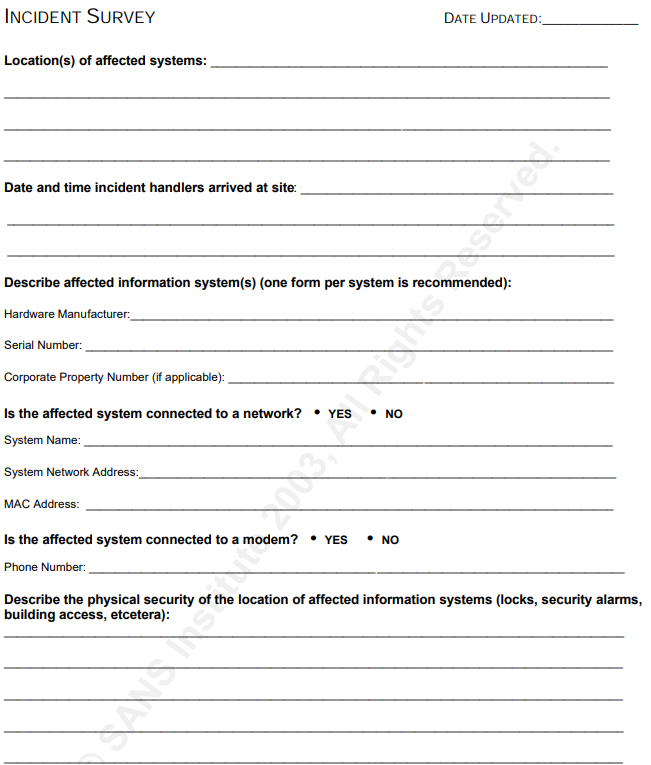 INCIDENT SURVEY DATE UPDATED:____________
Location(s) of affected systems:
Date and time incident handlers arrived at site:
Describe affected information system(s) (one form per system is recommended):
Hardware Manufacturer:
Serial Number:
Corporate Property Number (if applicable):
Is the affected system connected to a network? • YES • NO
System Name:
System Network Address:
MAC Address:
Is the affected system connected to a modem? • YES • NO
Phone Number:
Describe the physical security of the location of affected information systems (locks, security alarms,
building access, etcetera):
© SANS Institute 2003, All Rights Reserved.